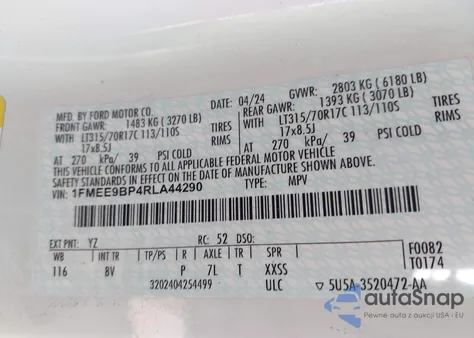 MFD. BY FORD MOTOR CO.
04/24 GVWR: 2803 KG (6180 LB)
FRONT GAWR: 1483 KG (3270 LB) REAR GAWR: 1393 KG (3070 LB)
WITH LT315/70R17C 113/110S TIRES WITH LT315/70R17C 113/110S TIRES
17x8.5J RIMS 17x8.5J RIMS
AT 270 kPa/ 39 PSI COLD AT 270 kPa/ 39 PSI COLD
THIS VEHICLE CONFORMS TO ALL APPLICABLE FEDERAL MOTOR VEHICLE
SAFETY STANDARDS IN EFFECT ON THE DATE OF MANUFACTURE SHOWN ABOVE.
VIN: 1FMEE9BP4RLA44290 TYPE: MPV
EXT PNT: YZ RC: 52 DSO:
WB INT TR TP/PS R AXLE TR SPR F0082
116 8V P 7L T XXSS T0174
3202404254499 ULC 5U5A-3520472-AA
autoSnap
Pewne auta z USA i EU